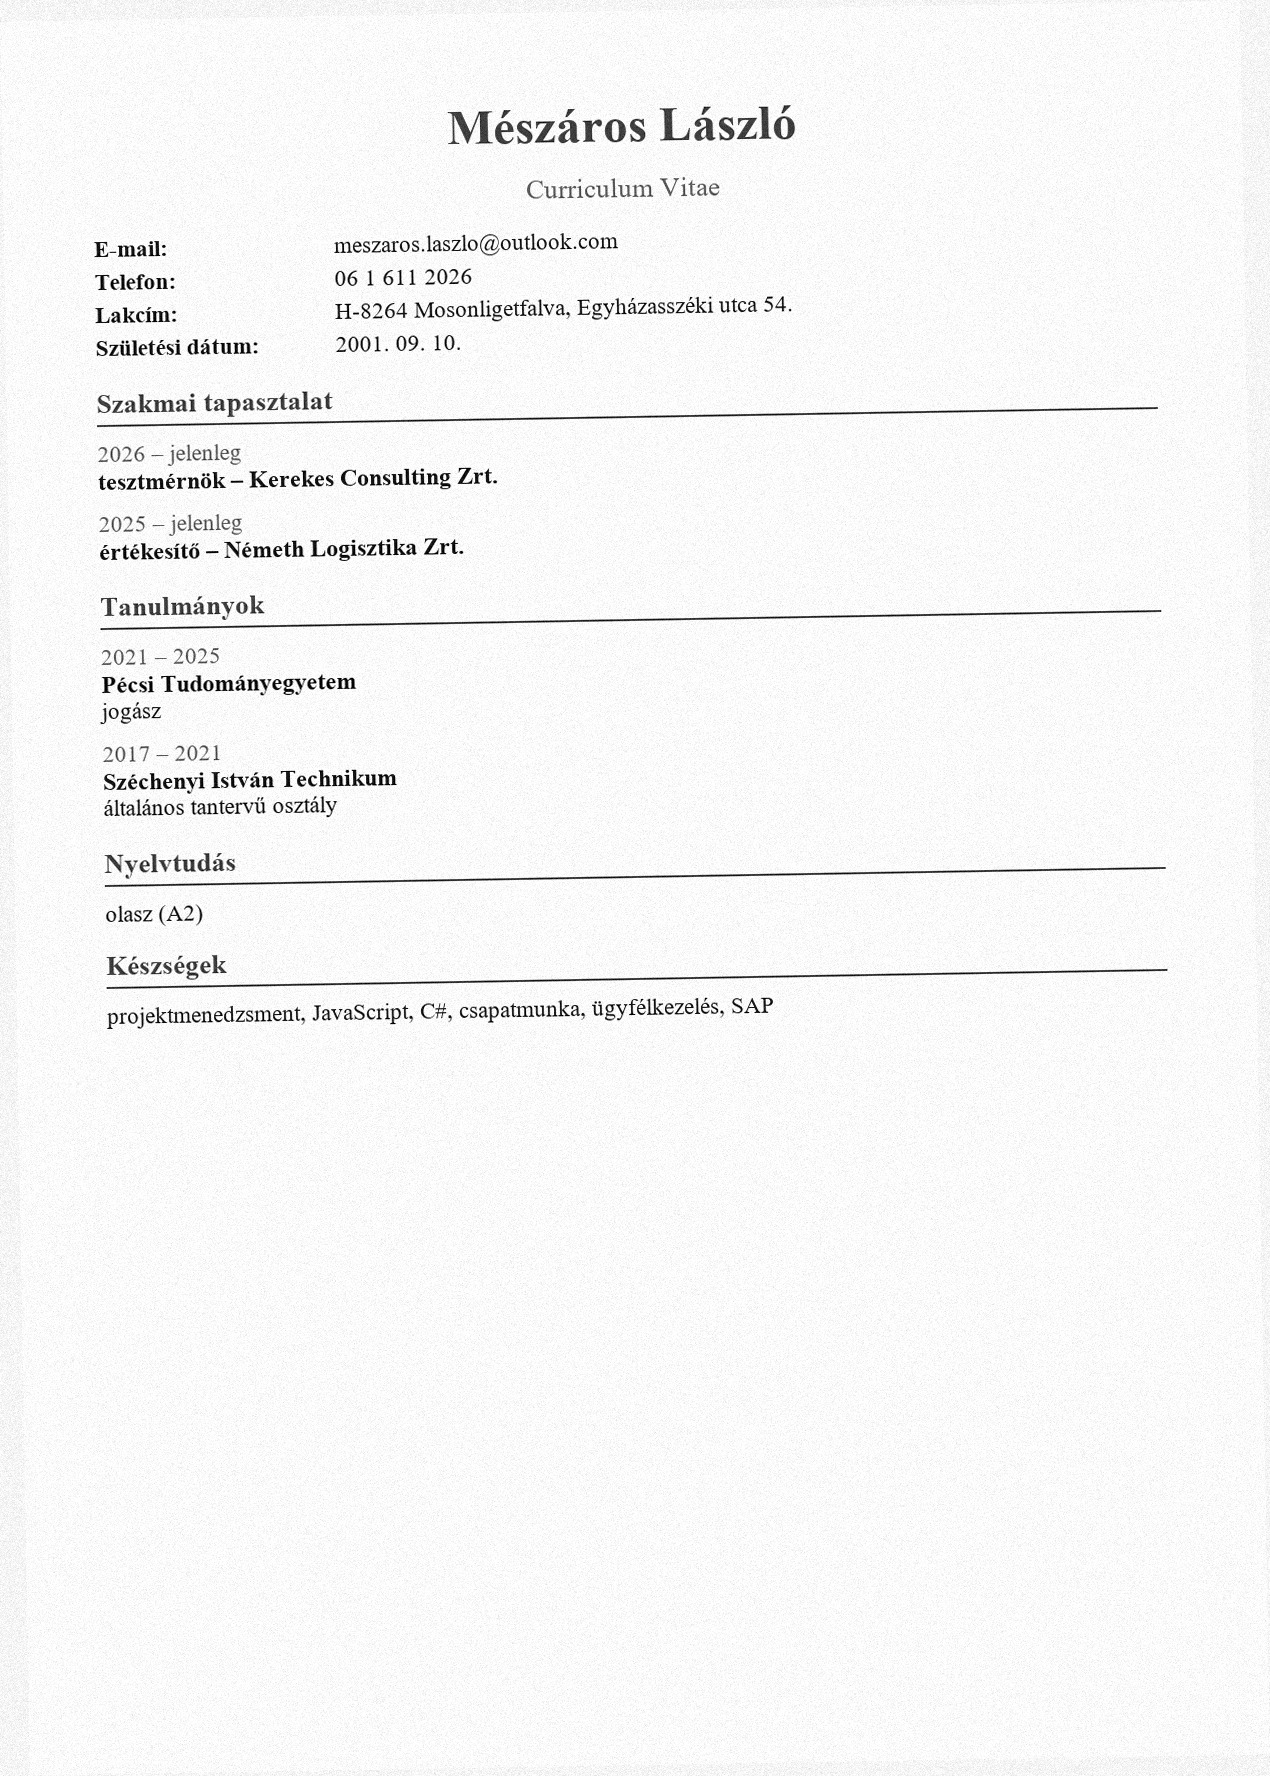 Mészáros László
Curriculum Vitae
E-mail: meszaros.laszlo@outlook.com
Telefon: 06 1 611 2026
Lakcím: H-8264 Mosonligetfalva, Egyházasszéki utca 54.
Születési dátum: 2001. 09. 10.
Szakmai tapasztalat
2026 – jelenleg
tesztmérnök – Kerekes Consulting Zrt.
2025 – jelenleg
értékesítő – Németh Logisztika Zrt.
Tanulmányok
2021 – 2025
Pécsi Tudományegyetem
jogász
2017 – 2021
Széchenyi István Technikum
általános tantervű osztály
Nyelvtudás
olasz (A2)
Készségek
projektmenedzsment, JavaScript, C#, csapatmunka, ügyfélkezelés, SAP